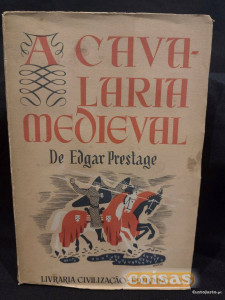 A CAVA-
LARIA
MEDIEVAL
De Edgar Prestage
LIVRARIA CIVILIZAÇÃO
coisas